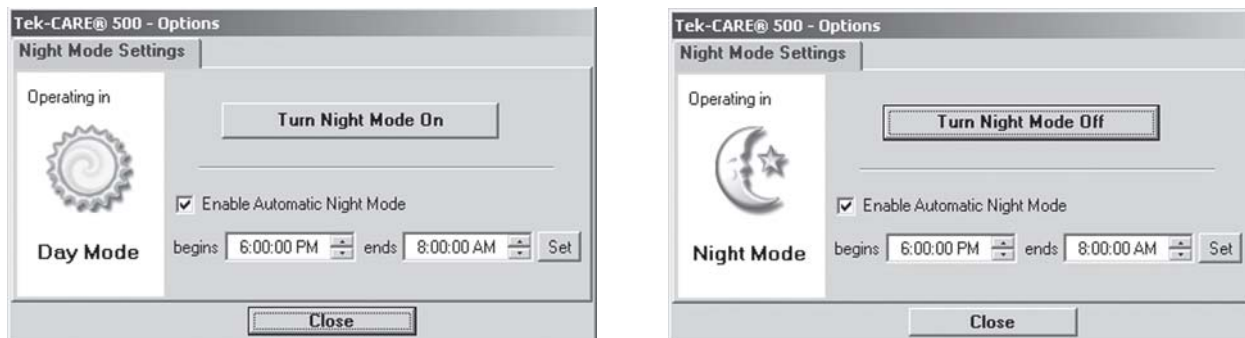 Tek-CARE® 500 - Options
Night Mode Settings
Operating in
Turn Night Mode On
Enable Automatic Night Mode
Day Mode
begins 6:00:00 PM ends 8:00:00 AM Set
Close
Tek-CARE® 500 - Options
Night Mode Settings
Operating in
Turn Night Mode Off
Enable Automatic Night Mode
Night Mode
begins 6:00:00 PM ends 8:00:00 AM Set
Close